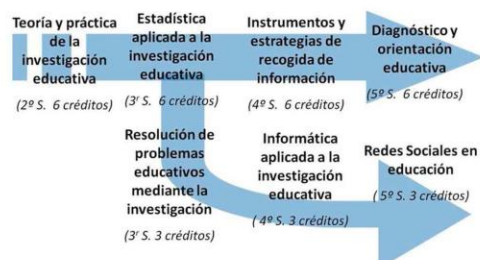 Teoría y práctica
de la
investigación
educativa
(2º S. 6 créditos)
Estadística
aplicada a la
investigación
educativa
(3ʳ S. 6 créditos)
Instrumentos y
estrategias de
recogida de
información
(4º S. 6 créditos)
Diagnóstico y
orientación
educativa
(5º S. 6 créditos)
Resolución de
problemas
educativos
mediante la
investigación
(3ʳ S. 3 créditos)
Informática
aplicada a la
investigación
educativa
( 4º S. 3 créditos)
Redes Sociales en
educación
( 5º S. 3 créditos)